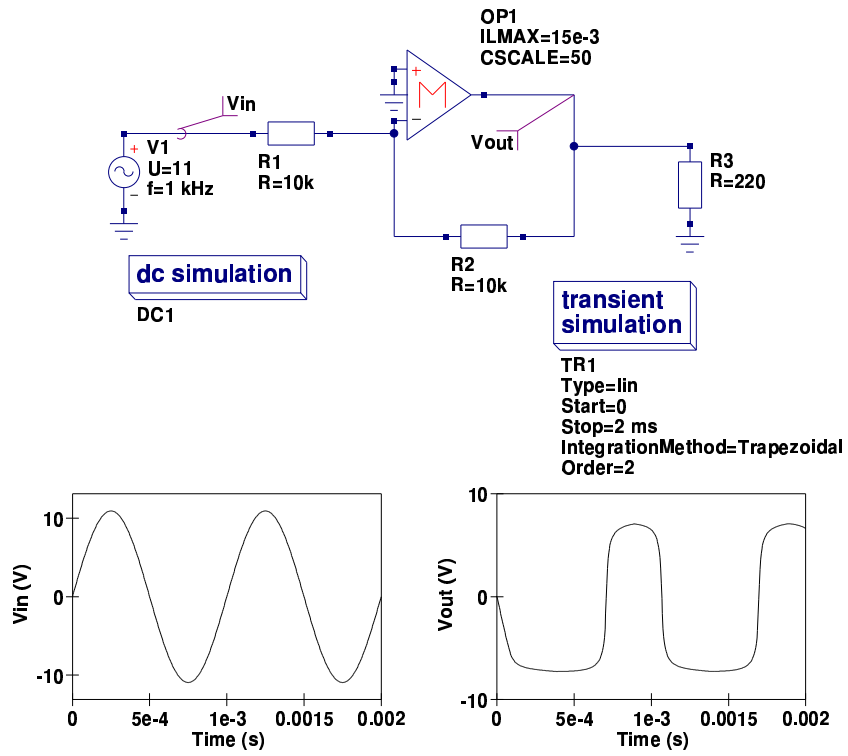 OP1
ILMAX=15e-3
CSCALE=50
+
−
Vin
+
−
V1
U=11
f=1 kHz
R1
R=10k
Vout
R3
R=220
R2
R=10k
dc simulation
DC1
transient
simulation
TR1
Type=lin
Start=0
Stop=2 ms
IntegrationMethod=Trapezoidal
Order=2
Vin (V)
10
0
-10
0
5e-4
1e-3
0.0015
0.002
Time (s)
Vout (V)
10
0
-10
0
5e-4
1e-3
0.0015
0.002
Time (s)